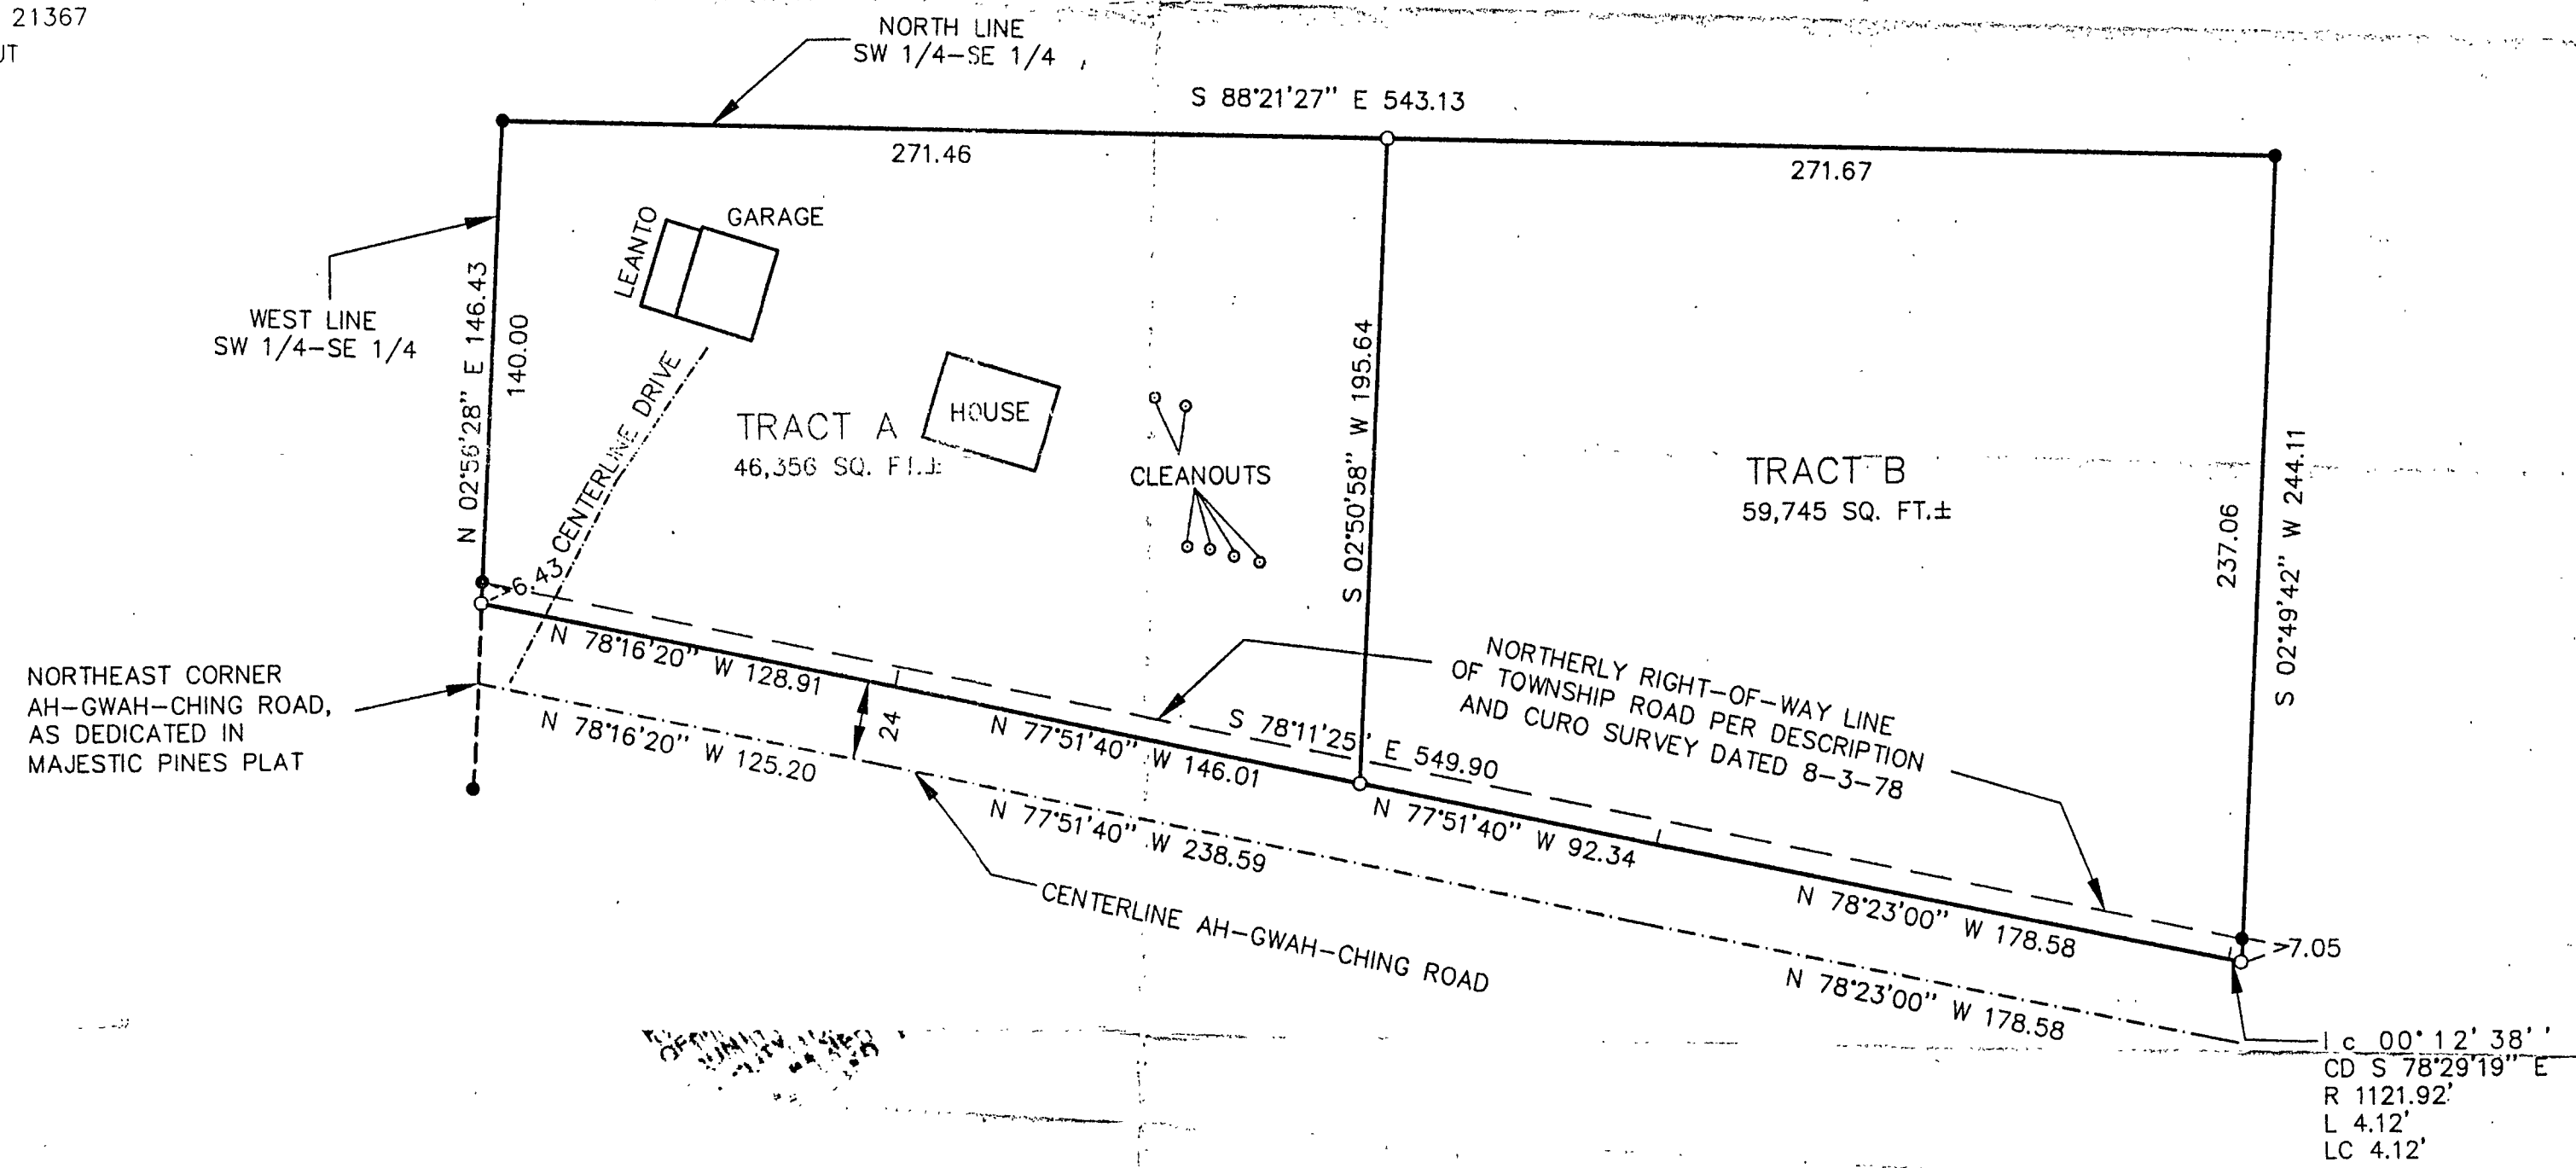 21367
UT
NORTH LINE
SW 1/4-SE 1/4
S 88°21'27" E 543.13
271.46
271.67
LEANTO
GARAGE
WEST LINE
SW 1/4-SE 1/4
N 02°56'28" E 146.43
140.00
CENTERLINE DRIVE
TRACT A
46,356 SQ. FT.±
HOUSE
CLEANOUTS
S 02°50'58" W 195.64
TRACT B
59,745 SQ. FT.±
237.06
S 02°49'42" W 244.11
6.43
N 78°16'20" W 128.91
NORTHEAST CORNER
AH-GWAH-CHING ROAD,
AS DEDICATED IN
MAJESTIC PINES PLAT
N 78°16'20" W 125.20
24
N 77°51'40" W 146.01
S 78°11'25" E 549.90
NORTHERLY RIGHT-OF-WAY LINE
OF TOWNSHIP ROAD PER DESCRIPTION
AND CURO SURVEY DATED 8-3-78
N 77°51'40" W 238.59
N 77°51'40" W 92.34
CENTERLINE AH-GWAH-CHING ROAD
N 78°23'00" W 178.58
N 78°23'00" W 178.58
7.05
00°12'38''
CD S 78°29'19" E
R 1121.92'
L 4.12'
LC 4.12'